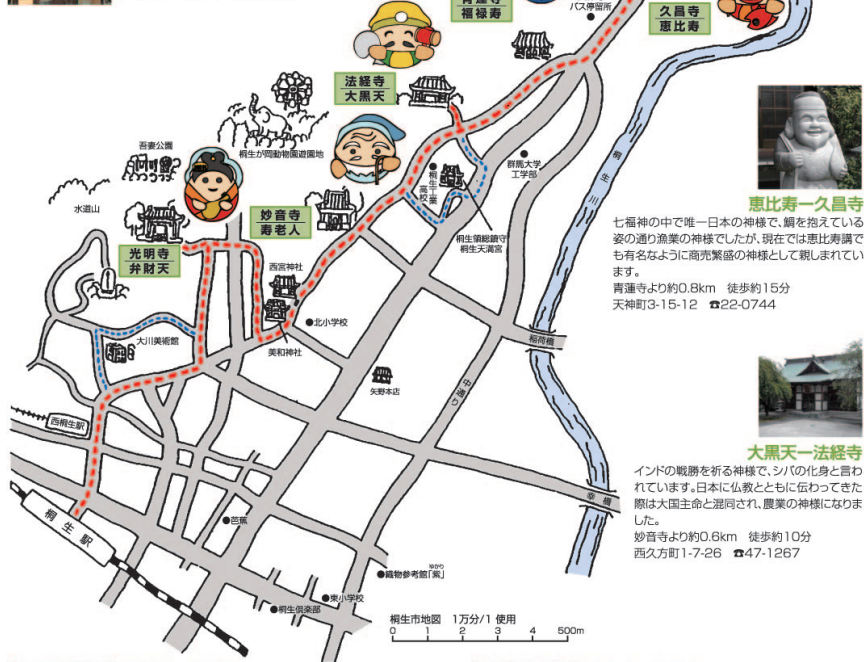 青蓮寺
福禄寿
バス停留所
久昌寺
恵比寿
法経寺
大黒天
吾妻公園
桐生が岡動物園遊園地
水道山
妙音寺
寿老人
光明寺
弁財天
桐生工業
高校
群馬大学
工学部
桐生川
桐生領総鎮守
桐生天満宮
西宮神社
美和神社
北小学校
大川美術館
矢野本店
中通り
稲荷橋
幸橋
西桐生駅
桐生駅
芭蕉
ゆかり
織物参考館「紫」
東小学校
桐生倶楽部
桐生市地図 1万分/1 使用
0 1 2 3 4 500m
恵比寿ー久昌寺
七福神の中で唯一日本の神様で、鯛を抱えている
姿の通り漁業の神様でしたが、現在では恵比寿講で
も有名なように商売繁盛の神様として親しまれてい
ます。
青蓮寺より約0.8km 徒歩約15分
天神町3-15-12 ☎22-0744
大黒天ー法経寺
インドの戦勝を祈る神様で、シバの化身と言わ
れています。日本に仏教とともに伝わってきた
際は大国主命と混同され、農業の神様になりま
した。
妙音寺より約0.6km 徒歩約10分
西久方町1-7-26 ☎47-1267